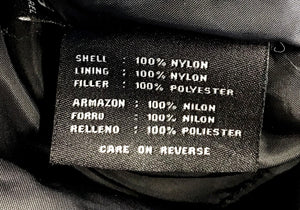 SHELL : 100% NYLON
LINING : 100% NYLON
FILLER : 100% POLYESTER
ARMAZON : 100% NILON
FORRO : 100% NILON
RELLENO : 100% POLIESTER
CARE ON REVERSE